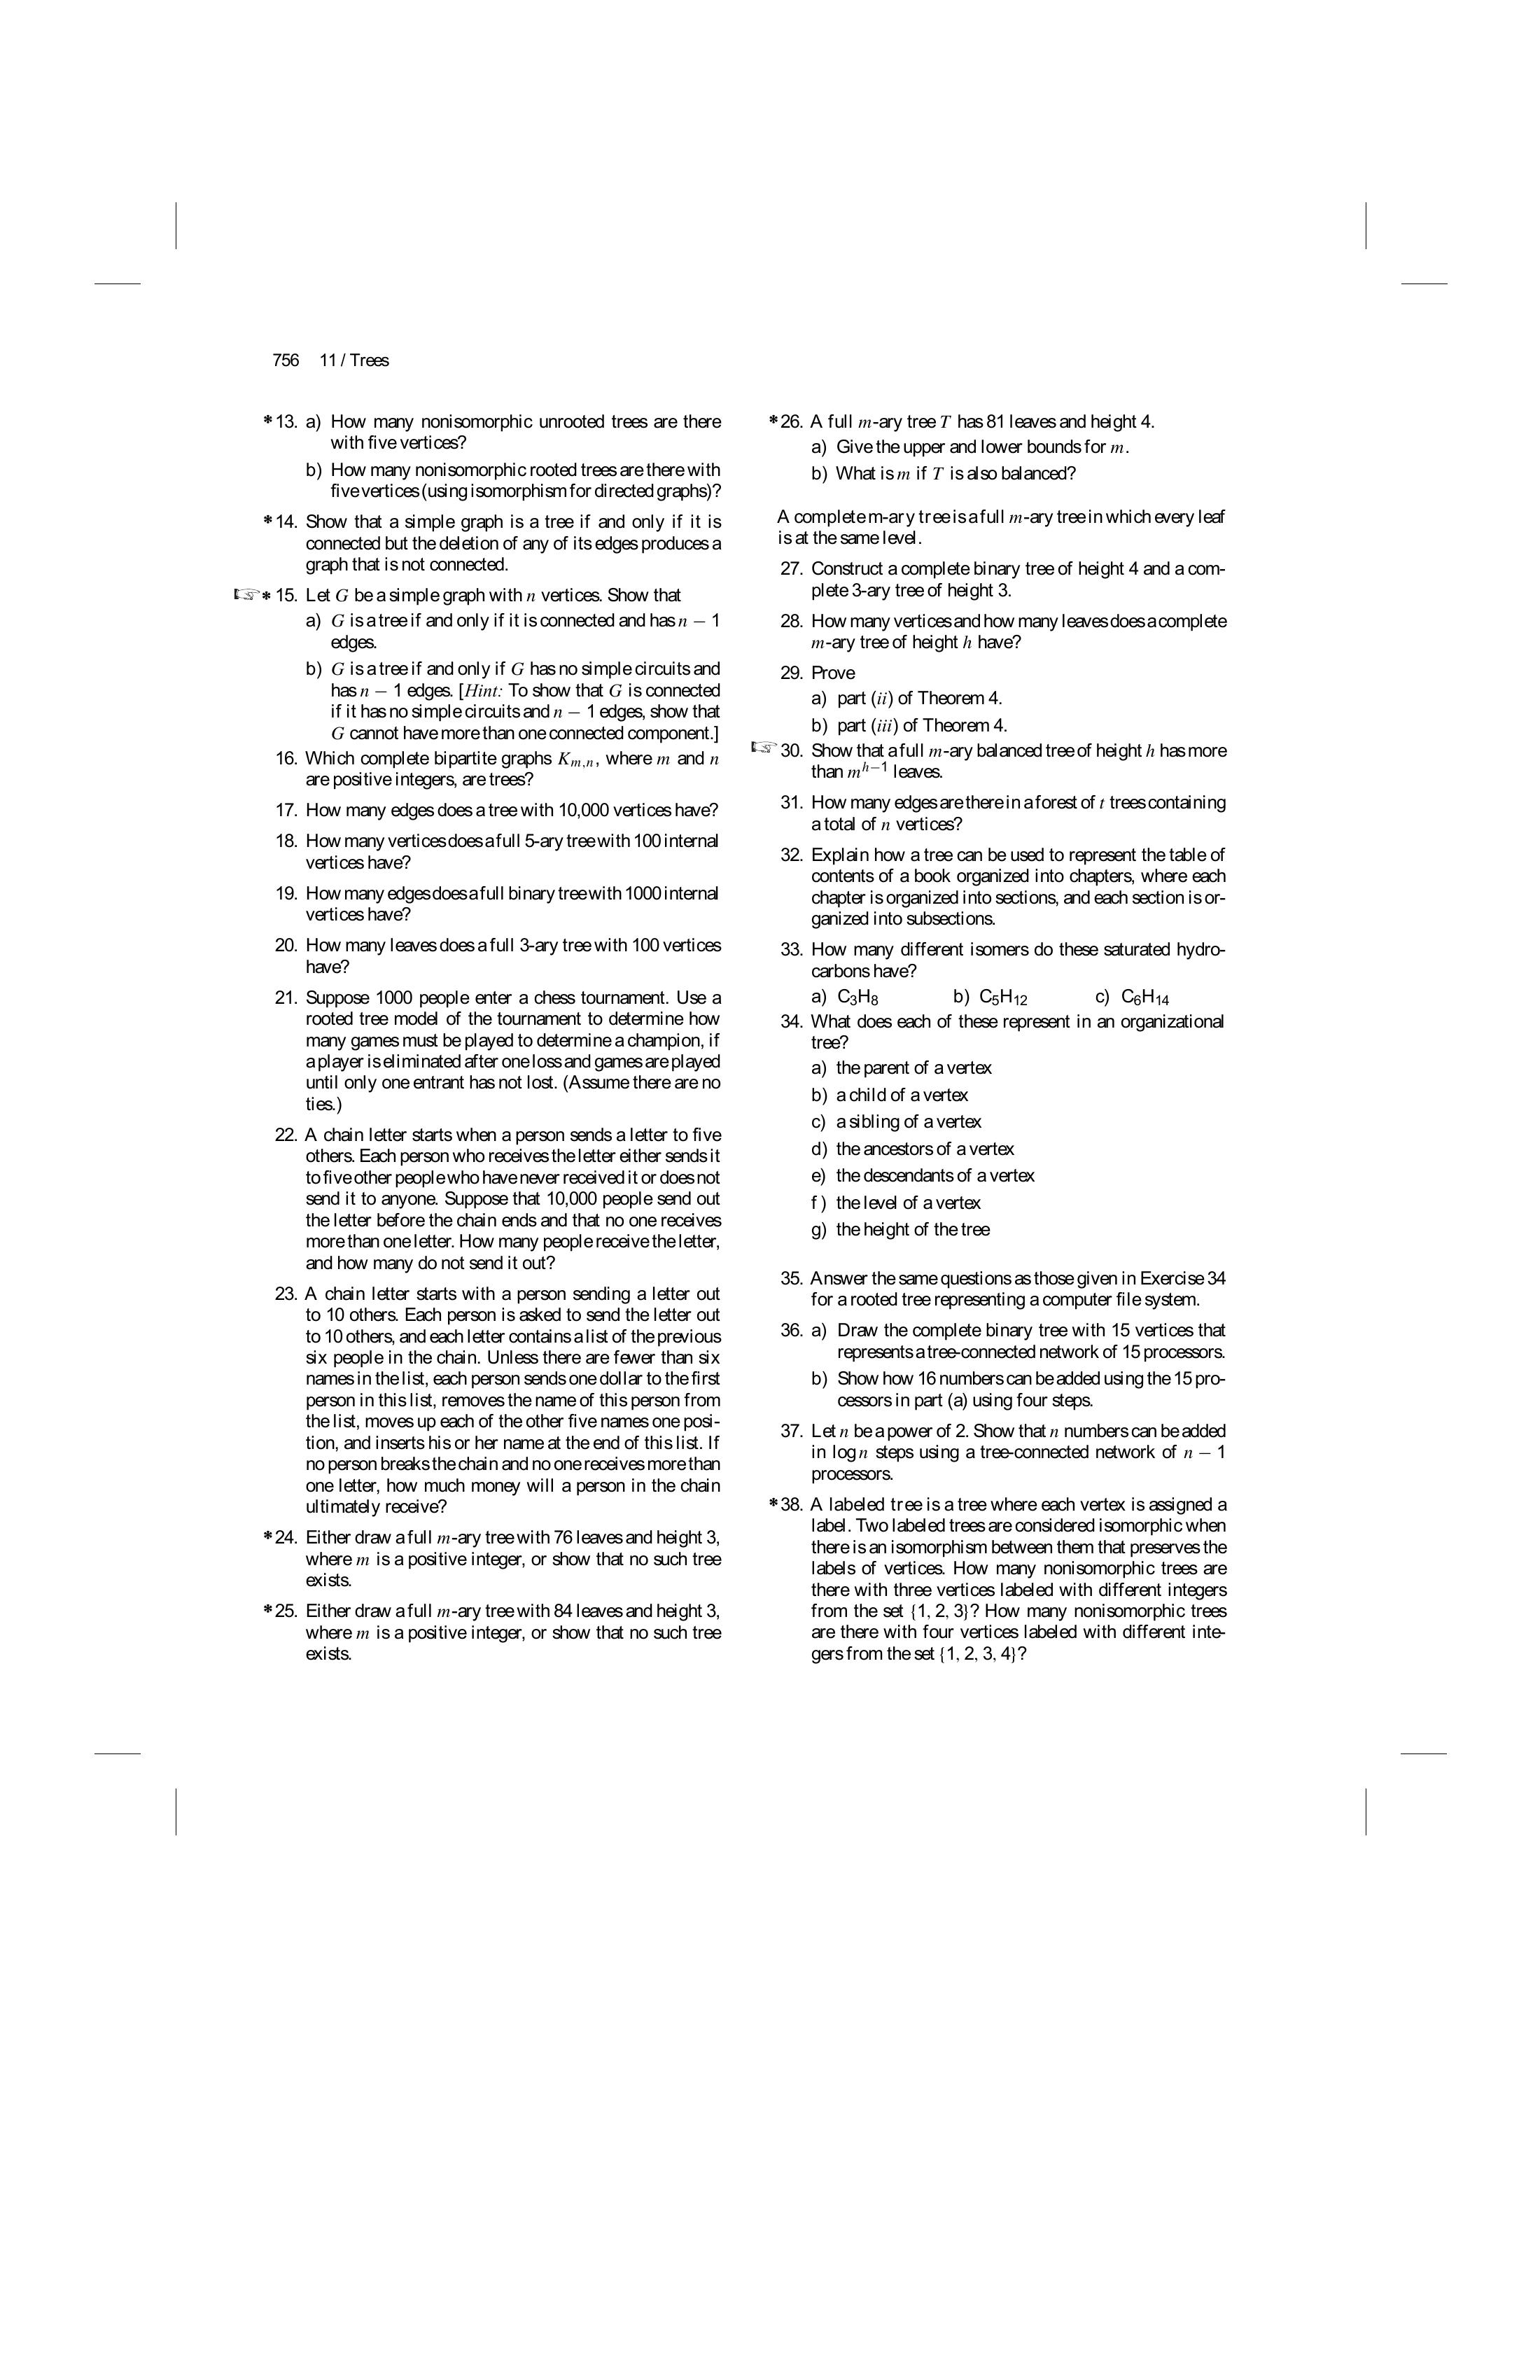 756 11 / Trees
*13. a) How many nonisomorphic unrooted trees are there
with five vertices?
b) How many nonisomorphic rooted trees are there with
five vertices (using isomorphism for directed graphs)?
*14. Show that a simple graph is a tree if and only if it is
connected but the deletion of any of its edges produces a
graph that is not connected.
☞*15. Let G be a simple graph with n vertices. Show that
a) G is a tree if and only if it is connected and has n − 1
edges.
b) G is a tree if and only if G has no simple circuits and
has n − 1 edges. [Hint: To show that G is connected
if it has no simple circuits and n − 1 edges, show that
G cannot have more than one connected component.]
16. Which complete bipartite graphs Kₘ,ₙ, where m and n
are positive integers, are trees?
17. How many edges does a tree with 10,000 vertices have?
18. How many vertices does a full 5-ary tree with 100 internal
vertices have?
19. How many edges does a full binary tree with 1000 internal
vertices have?
20. How many leaves does a full 3-ary tree with 100 vertices
have?
21. Suppose 1000 people enter a chess tournament. Use a
rooted tree model of the tournament to determine how
many games must be played to determine a champion, if
a player is eliminated after one loss and games are played
until only one entrant has not lost. (Assume there are no
ties.)
22. A chain letter starts when a person sends a letter to five
others. Each person who receives the letter either sends it
to five other people who have never received it or does not
send it to anyone. Suppose that 10,000 people send out
the letter before the chain ends and that no one receives
more than one letter. How many people receive the letter,
and how many do not send it out?
23. A chain letter starts with a person sending a letter out
to 10 others. Each person is asked to send the letter out
to 10 others, and each letter contains a list of the previous
six people in the chain. Unless there are fewer than six
names in the list, each person sends one dollar to the first
person in this list, removes the name of this person from
the list, moves up each of the other five names one posi-
tion, and inserts his or her name at the end of this list. If
no person breaks the chain and no one receives more than
one letter, how much money will a person in the chain
ultimately receive?
*24. Either draw a full m-ary tree with 76 leaves and height 3,
where m is a positive integer, or show that no such tree
exists.
*25. Either draw a full m-ary tree with 84 leaves and height 3,
where m is a positive integer, or show that no such tree
exists.
*26. A full m-ary tree T has 81 leaves and height 4.
a) Give the upper and lower bounds for m.
b) What is m if T is also balanced?
A complete m-ary tree is a full m-ary tree in which every leaf
is at the same level.
27. Construct a complete binary tree of height 4 and a com-
plete 3-ary tree of height 3.
28. How many vertices and how many leaves does a complete
m-ary tree of height h have?
29. Prove
a) part (ii) of Theorem 4.
b) part (iii) of Theorem 4.
☞30. Show that a full m-ary balanced tree of height h has more
than mʰ⁻¹ leaves.
31. How many edges are there in a forest of t trees containing
a total of n vertices?
32. Explain how a tree can be used to represent the table of
contents of a book organized into chapters, where each
chapter is organized into sections, and each section is or-
ganized into subsections.
33. How many different isomers do these saturated hydro-
carbons have?
a) C₃H₈ b) C₅H₁₂ c) C₆H₁₄
34. What does each of these represent in an organizational
tree?
a) the parent of a vertex
b) a child of a vertex
c) a sibling of a vertex
d) the ancestors of a vertex
e) the descendants of a vertex
f ) the level of a vertex
g) the height of the tree
35. Answer the same questions as those given in Exercise 34
for a rooted tree representing a computer file system.
36. a) Draw the complete binary tree with 15 vertices that
represents a tree-connected network of 15 processors.
b) Show how 16 numbers can be added using the 15 pro-
cessors in part (a) using four steps.
37. Let n be a power of 2. Show that n numbers can be added
in log n steps using a tree-connected network of n − 1
processors.
*38. A labeled tree is a tree where each vertex is assigned a
label. Two labeled trees are considered isomorphic when
there is an isomorphism between them that preserves the
labels of vertices. How many nonisomorphic trees are
there with three vertices labeled with different integers
from the set {1, 2, 3}? How many nonisomorphic trees
are there with four vertices labeled with different inte-
gers from the set {1, 2, 3, 4}?